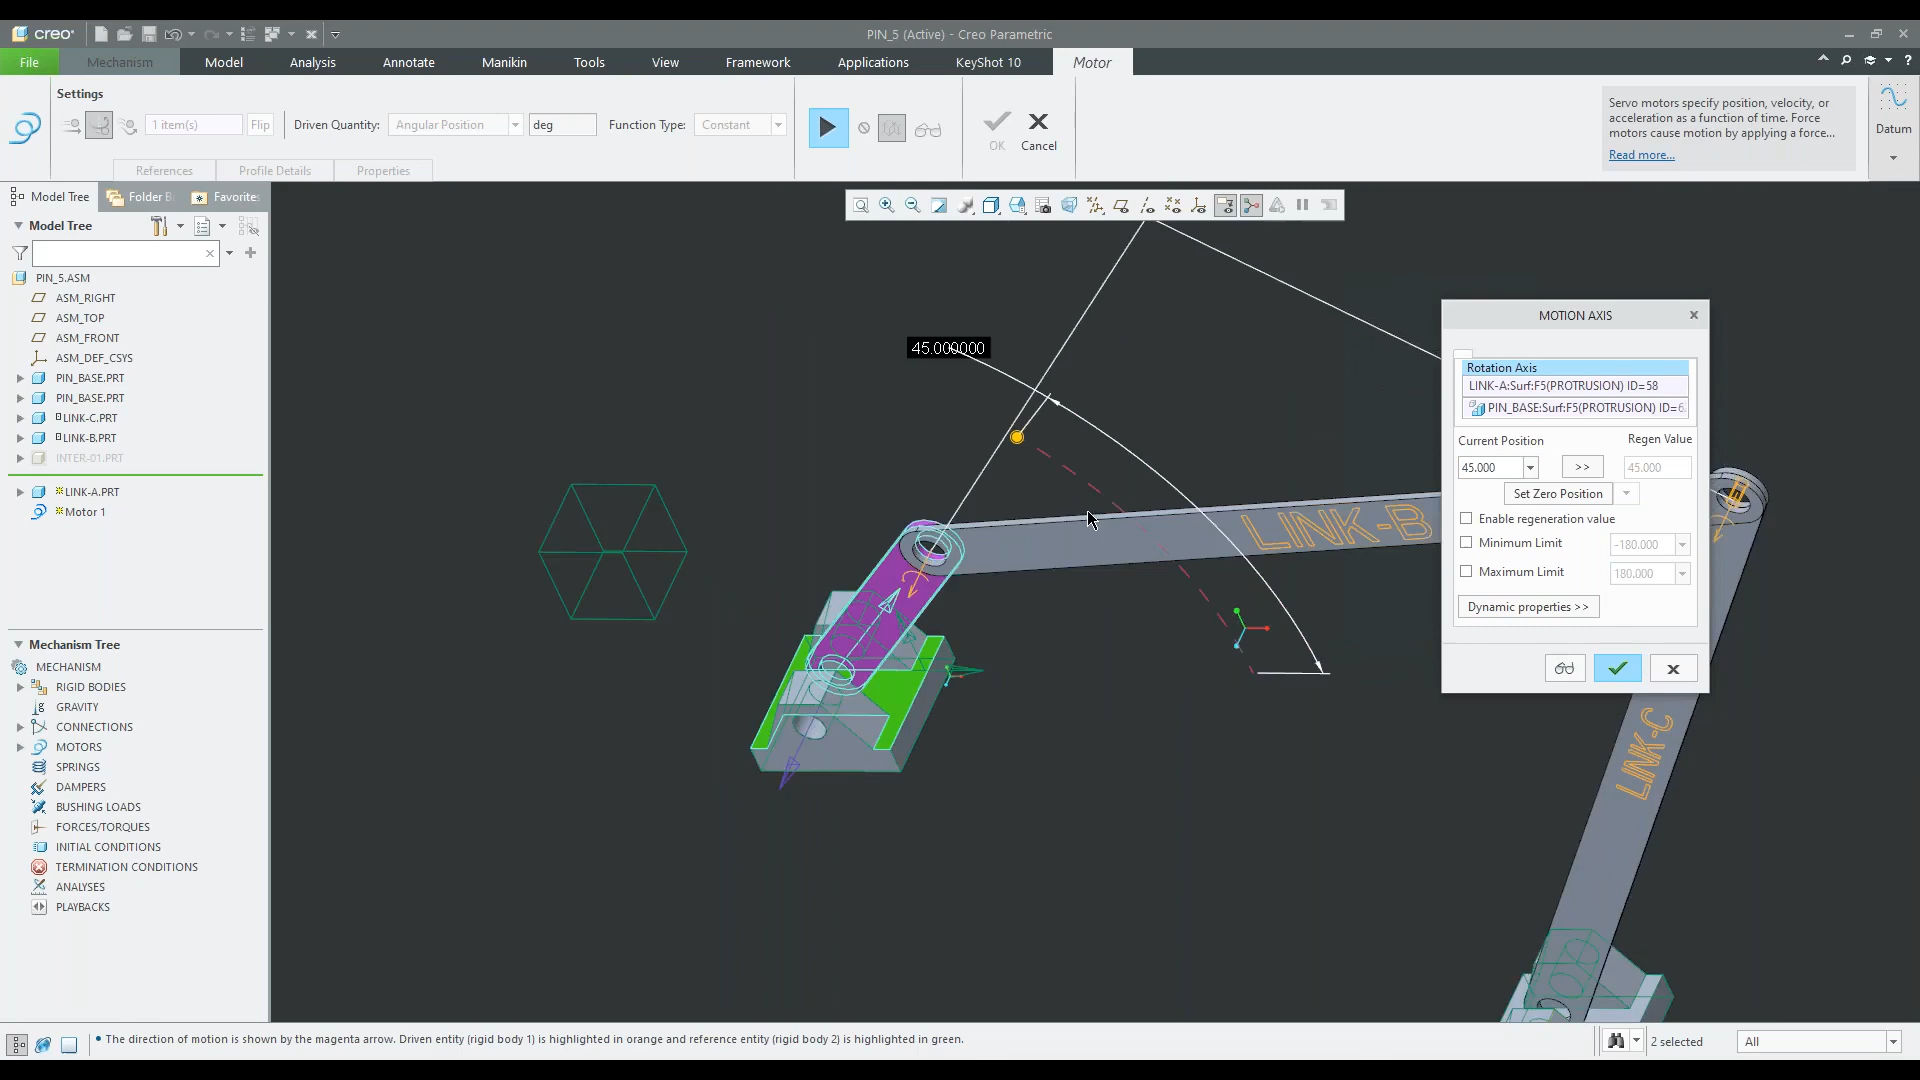 creo
PIN_5 (Active) - Creo Parametric
File
Mechanism
Model
Analysis
Annotate
Manikin
Tools
View
Framework
Applications
KeyShot 10
Motor
Settings
1 item(s)
Flip
Driven Quantity:
Angular Position
deg
Function Type:
Constant
OK
Cancel
References
Profile Details
Properties
Servo motors specify position, velocity, or
acceleration as a function of time. Force
motors cause motion by applying a force...
Read more...
Datum
Model Tree
Folder B
Favorites
Model Tree
PIN_5.ASM
ASM_RIGHT
ASM_TOP
ASM_FRONT
ASM_DEF_CSYS
PIN_BASE.PRT
PIN_BASE.PRT
LINK-C.PRT
LINK-B.PRT
INTER-01.PRT
LINK-A.PRT
Motor 1
Mechanism Tree
MECHANISM
RIGID BODIES
GRAVITY
CONNECTIONS
MOTORS
SPRINGS
DAMPERS
BUSHING LOADS
FORCES/TORQUES
INITIAL CONDITIONS
TERMINATION CONDITIONS
ANALYSES
PLAYBACKS
45.000000
LINK-B
LINK-C
MOTION AXIS
Rotation Axis
LINK-A:Surf:F5(PROTRUSION) ID=58
PIN_BASE:Surf:F5(PROTRUSION) ID=6
Current Position
Regen Value
45.000
>>
45.000
Set Zero Position
Enable regeneration value
Minimum Limit
-180.000
Maximum Limit
180.000
Dynamic properties >>
The direction of motion is shown by the magenta arrow. Driven entity (rigid body 1) is highlighted in orange and reference entity (rigid body 2) is highlighted in green.
2 selected
All